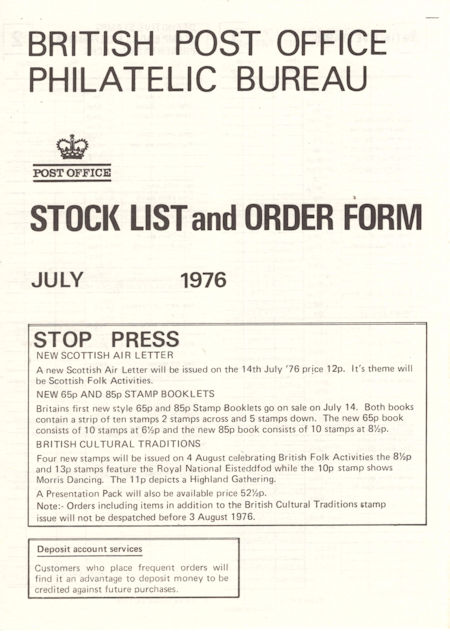 BRITISH POST OFFICE
PHILATELIC BUREAU
POST OFFICE
STOCK LIST and ORDER FORM
JULY 1976
STOP PRESS
NEW SCOTTISH AIR LETTER
A new Scottish Air Letter will be issued on the 14th July '76 price 12p. It's theme will
be Scottish Folk Activities.
NEW 65p AND 85p STAMP BOOKLETS
Britains first new style 65p and 85p Stamp Booklets go on sale on July 14. Both books
contain a strip of ten stamps 2 stamps across and 5 stamps down. The new 65p book
consists of 10 stamps at 6½p and the new 85p book consists of 10 stamps at 8½p.
BRITISH CULTURAL TRADITIONS
Four new stamps will be issued on 4 August celebrating British Folk Activities the 8½p
and 13p stamps feature the Royal National Eisteddfod while the 10p stamp shows
Morris Dancing. The 11p depicts a Highland Gathering.
A Presentation Pack will also be available price 52½p.
Note:- Orders including items in addition to the British Cultural Traditions stamp
issue will not be despatched before 3 August 1976.
Deposit account services
Customers who place frequent orders will
find it an advantage to deposit money to be
credited against future purchases.